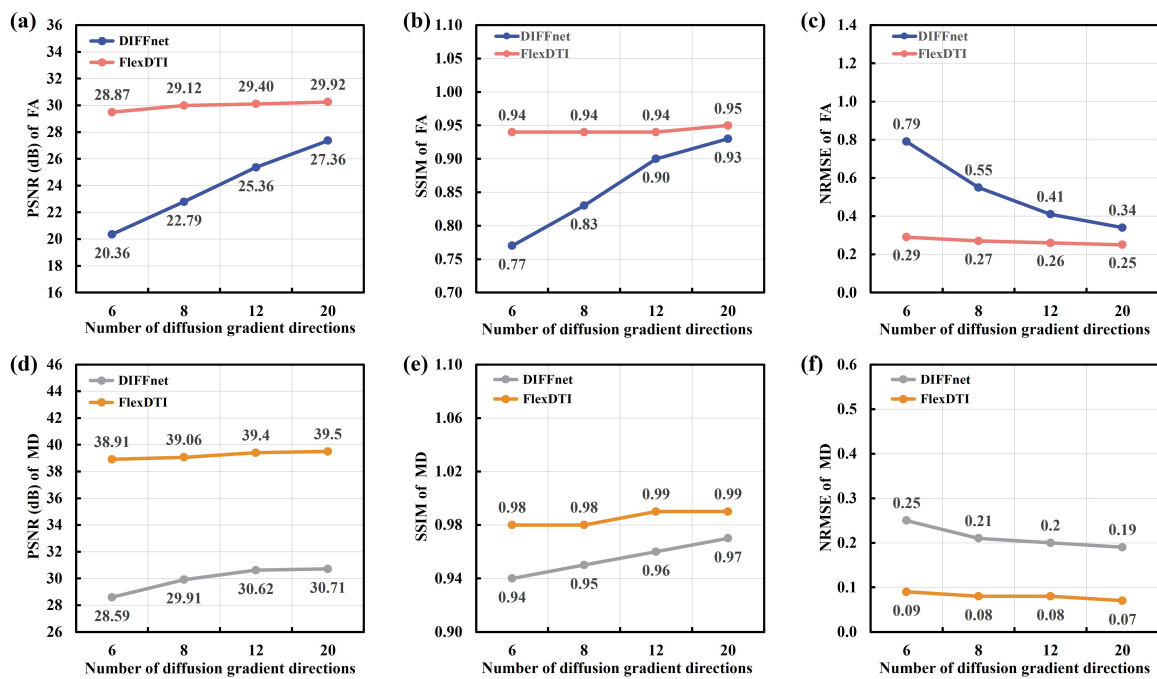 (a)
36
34
32
30
28
26
24
22
20
18
16
PSNR (dB) of FA
DIFFnet
FlexDTI
28.87 29.12 29.40 29.92
20.36 22.79 25.36 27.36
6 8 12 20
Number of diffusion gradient directions
(b)
1.10
1.05
1.00
0.95
0.90
0.85
0.80
0.75
0.70
SSIM of FA
DIFFnet
FlexDTI
0.94 0.94 0.94 0.95
0.77 0.83 0.90 0.93
6 8 12 20
Number of diffusion gradient directions
(c)
1.4
1.2
1.0
0.8
0.6
0.4
0.2
0.0
NRMSE of FA
DIFFnet
FlexDTI
0.79 0.55 0.41 0.34
0.29 0.27 0.26 0.25
6 8 12 20
Number of diffusion gradient directions
(d)
46
44
42
40
38
36
34
32
30
28
26
PSNR (dB) of MD
DIFFnet
FlexDTI
38.91 39.06 39.4 39.5
28.59 29.91 30.62 30.71
6 8 12 20
Number of diffusion gradient directions
(e)
1.10
1.06
1.04
1.02
1.00
0.98
0.94
0.90
SSIM of MD
DIFFnet
FlexDTI
0.98 0.98 0.99 0.99
0.94 0.95 0.96 0.97
6 8 12 20
Number of diffusion gradient directions
(f)
0.6
0.5
0.4
0.3
0.2
0.1
0.0
NRMSE of MD
DIFFnet
FlexDTI
0.25 0.21 0.2 0.19
0.09 0.08 0.08 0.07
6 8 12 20
Number of diffusion gradient directions